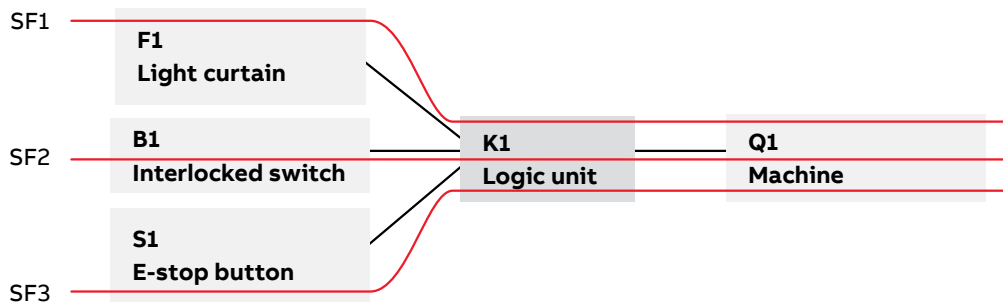 SF1
F1
Light curtain
SF2
B1
Interlocked switch
K1
Logic unit
Q1
Machine
S1
E-stop button
SF3